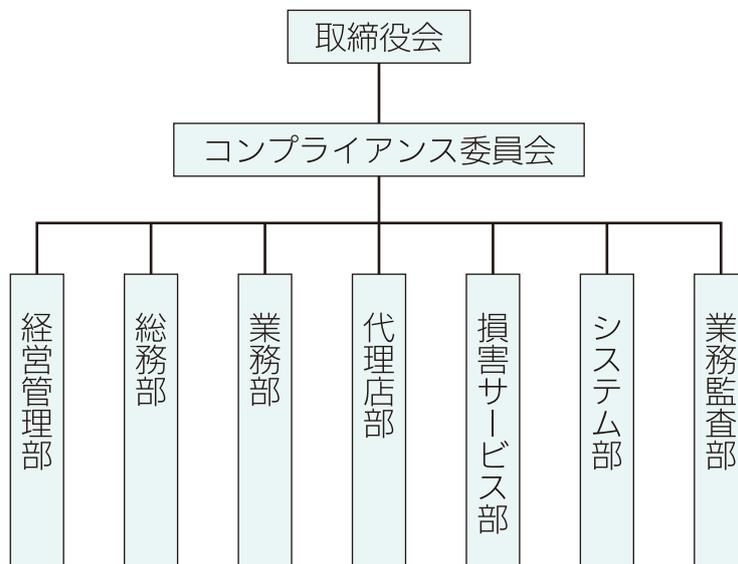 取締役会
コンプライアンス委員会
経営管理部
総務部
業務部
代理店部
損害サービス部
システム部
業務監査部